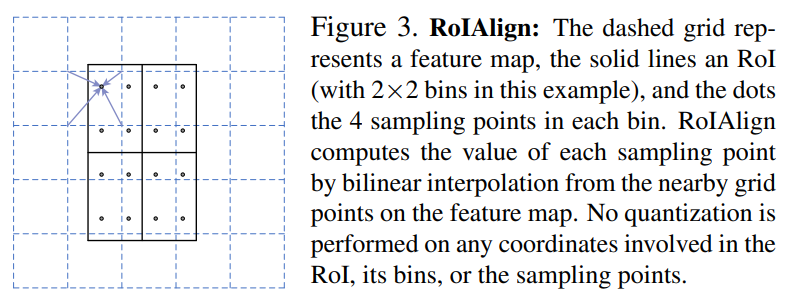 Figure 3. RoIAlign: The dashed grid rep-
resents a feature map, the solid lines an RoI
(with 2×2 bins in this example), and the dots
the 4 sampling points in each bin. RoIAlign
computes the value of each sampling point
by bilinear interpolation from the nearby grid
points on the feature map. No quantization is
performed on any coordinates involved in the
RoI, its bins, or the sampling points.